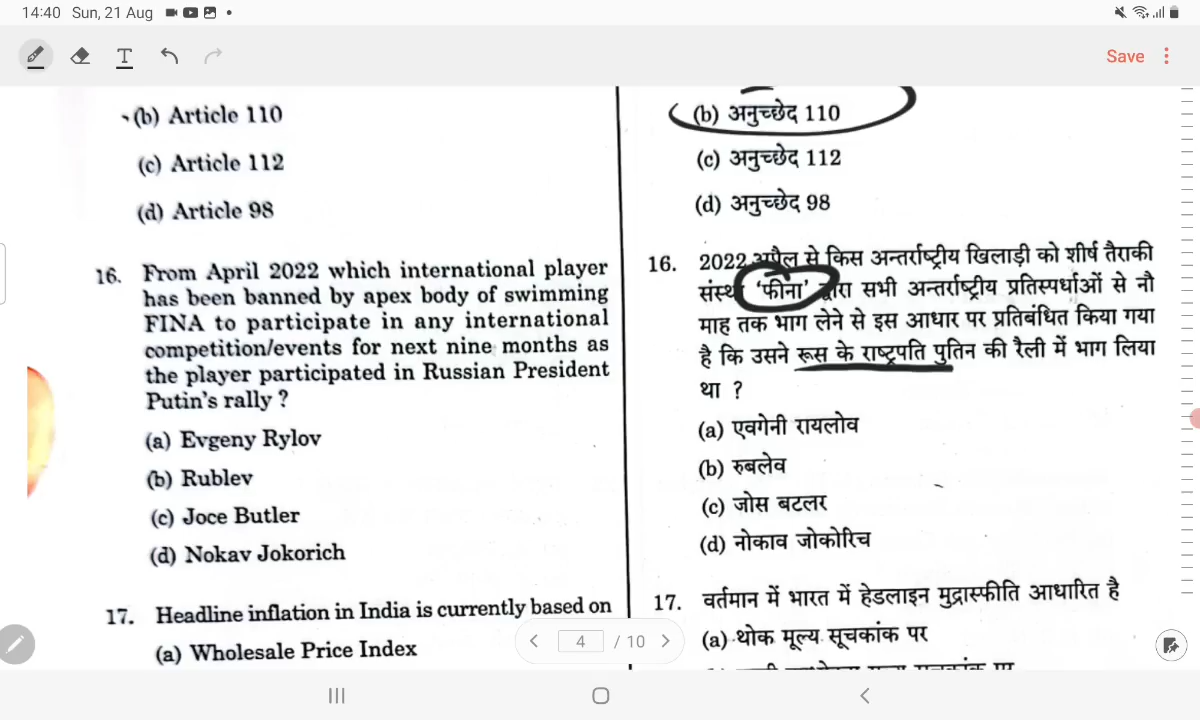 14:40 Sun, 21 Aug
T
Save
(b) Article 110
(c) Article 112
(d) Article 98
16. From April 2022 which international player
has been banned by apex body of swimming
FINA to participate in any international
competition/events for next nine months as
the player participated in Russian President
Putin's rally ?
(a) Evgeny Rylov
(b) Rublev
(c) Joce Butler
(d) Nokav Jokorich
17. Headline inflation in India is currently based on
(a) Wholesale Price Index
(b) अनुच्छेद 110
(c) अनुच्छेद 112
(d) अनुच्छेद 98
16. 2022 अप्रैल से किस अन्तर्राष्ट्रीय खिलाड़ी को शीर्ष तैराकी
संस्था 'फीना' द्वारा सभी अन्तर्राष्ट्रीय प्रतिस्पर्धाओं से नौ
माह तक भाग लेने से इस आधार पर प्रतिबंधित किया गया
है कि उसने रूस के राष्ट्रपति पुतिन की रैली में भाग लिया
था ?
(a) एवगेनी रायलोव
(b) रुबलेव
(c) जोस बटलर
(d) नोकाव जोकोरिच
17. वर्तमान में भारत में हेडलाइन मुद्रास्फीति आधारित है
(a) थोक मूल्य सूचकांक पर
4 / 10